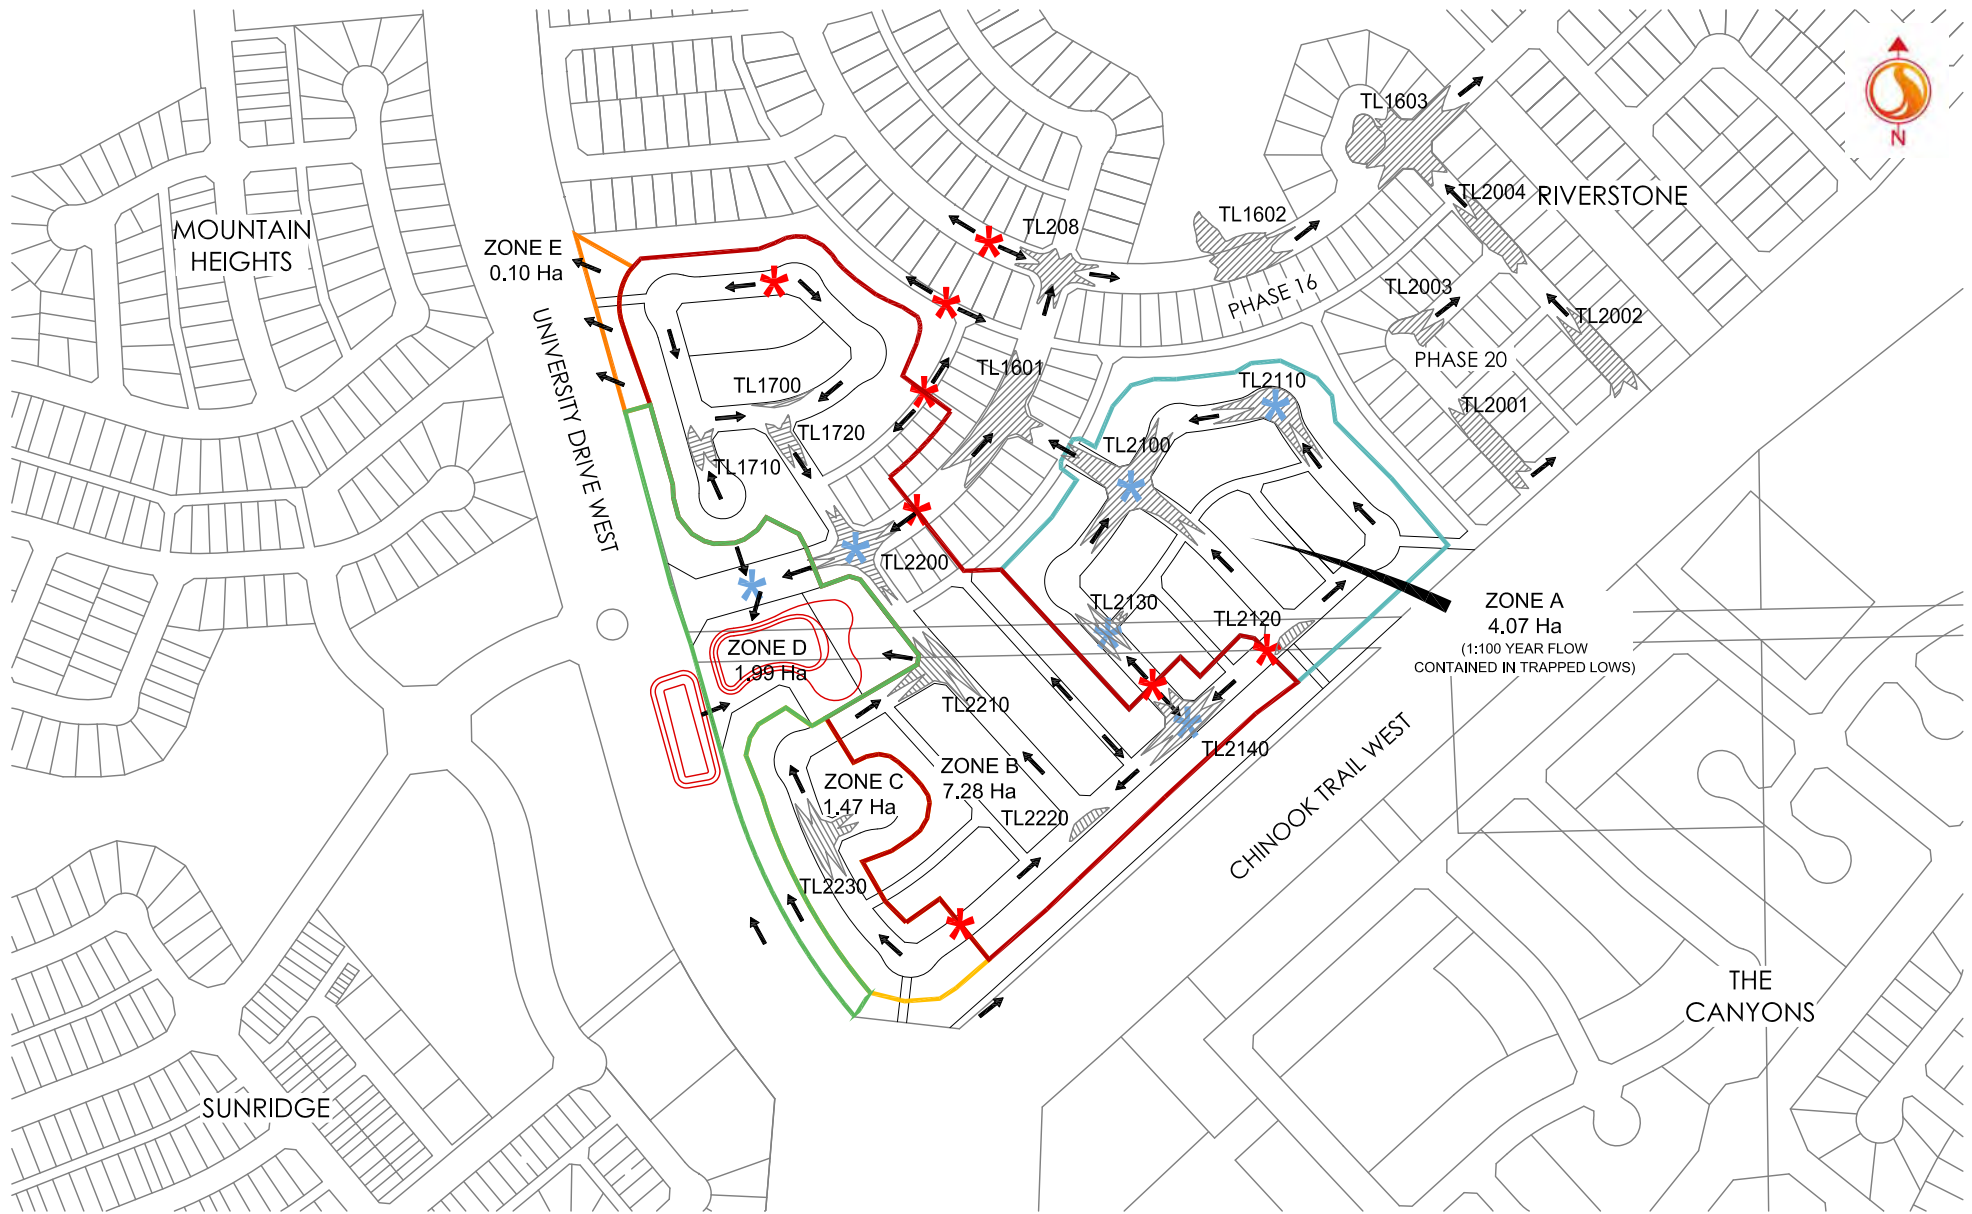 TL1603
N
TL2004
RIVERSTONE
TL1602
TL208
MOUNTAIN
HEIGHTS
ZONE E
0.10 Ha
PHASE 16
TL2003
TL2002
UNIVERSITY DRIVE WEST
PHASE 20
TL1601
TL1700
TL2110
TL2001
TL1720
TL2100
TL1710
TL2200
TL2130
TL2120
ZONE A
4.07 Ha
(1:100 YEAR FLOW
CONTAINED IN TRAPPED LOWS)
ZONE D
1.99 Ha
TL2210
TL2140
ZONE B
7.28 Ha
ZONE C
1.47 Ha
TL2220
CHINOOK TRAIL WEST
TL2230
THE
CANYONS
SUNRIDGE